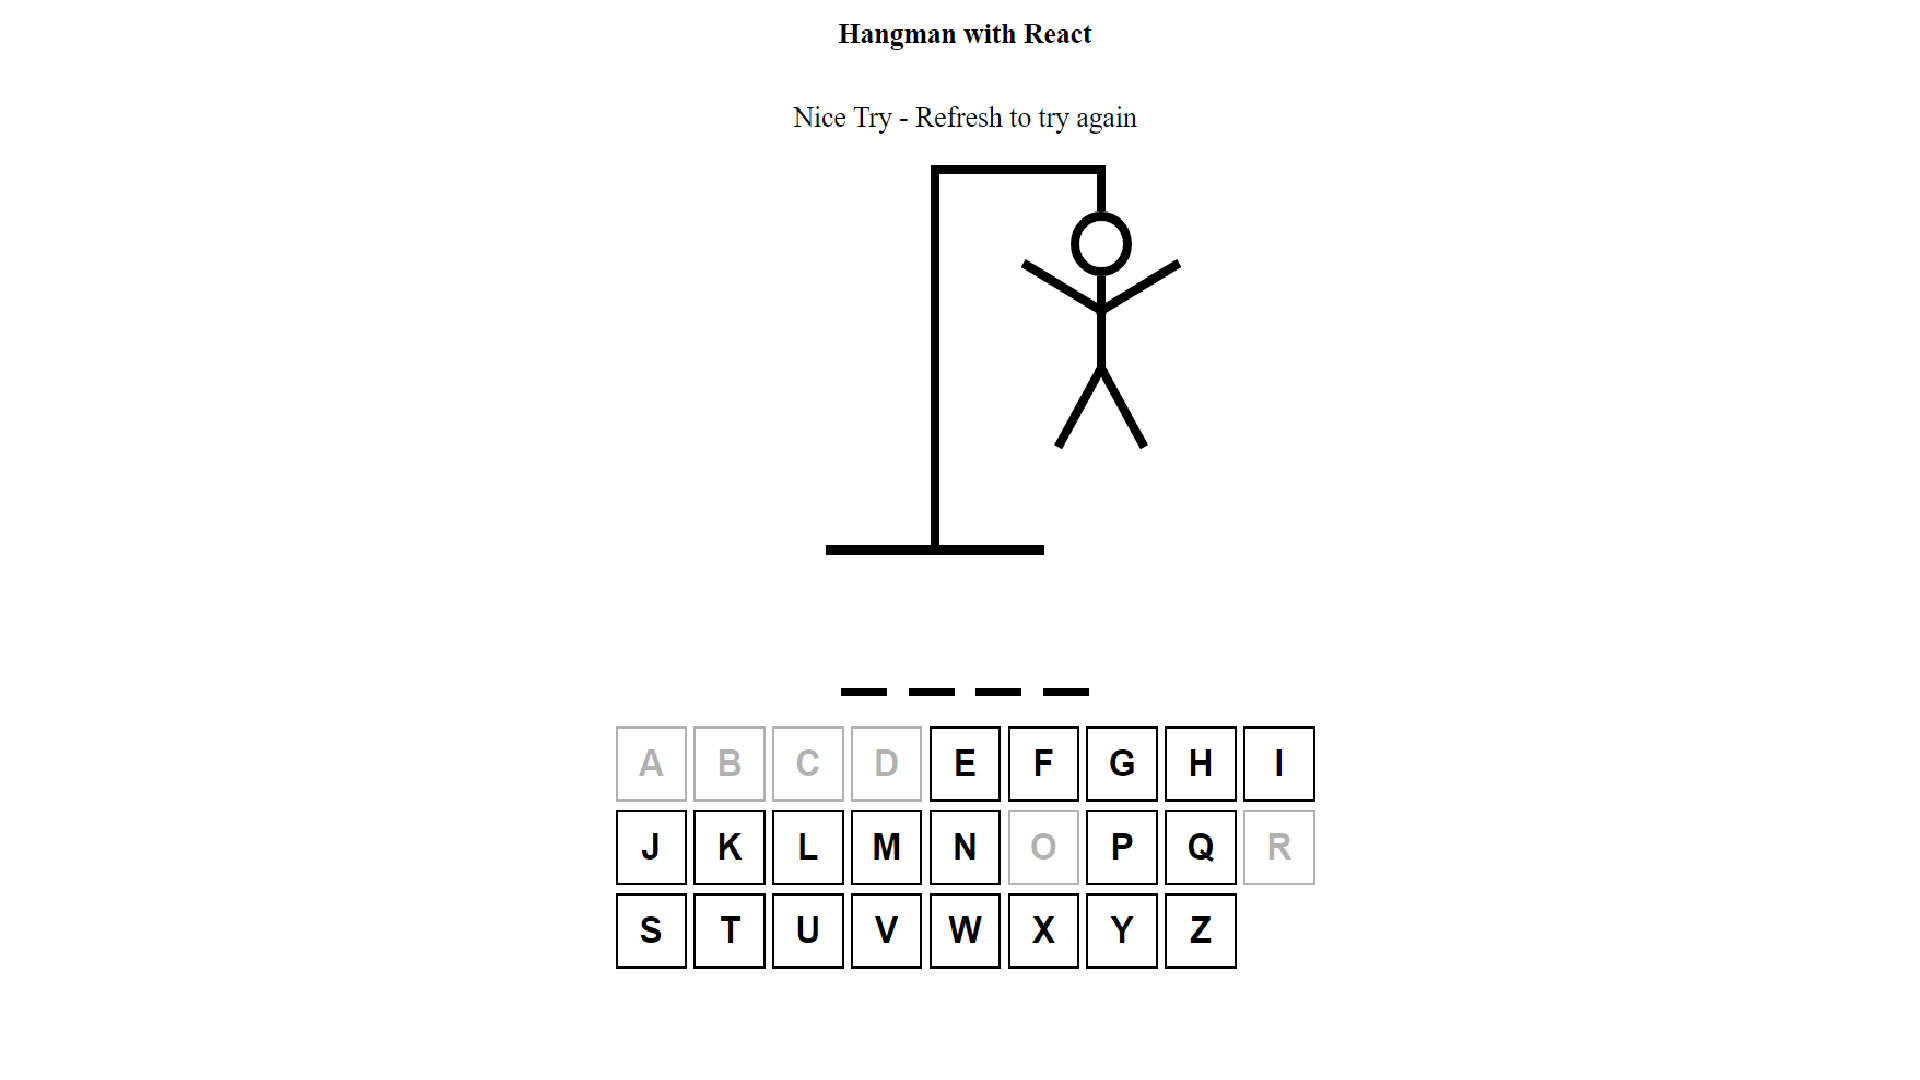 Hangman with React
Nice Try - Refresh to try again
A B C D E F G H I
J K L M N O P Q R
S T U V W X Y Z